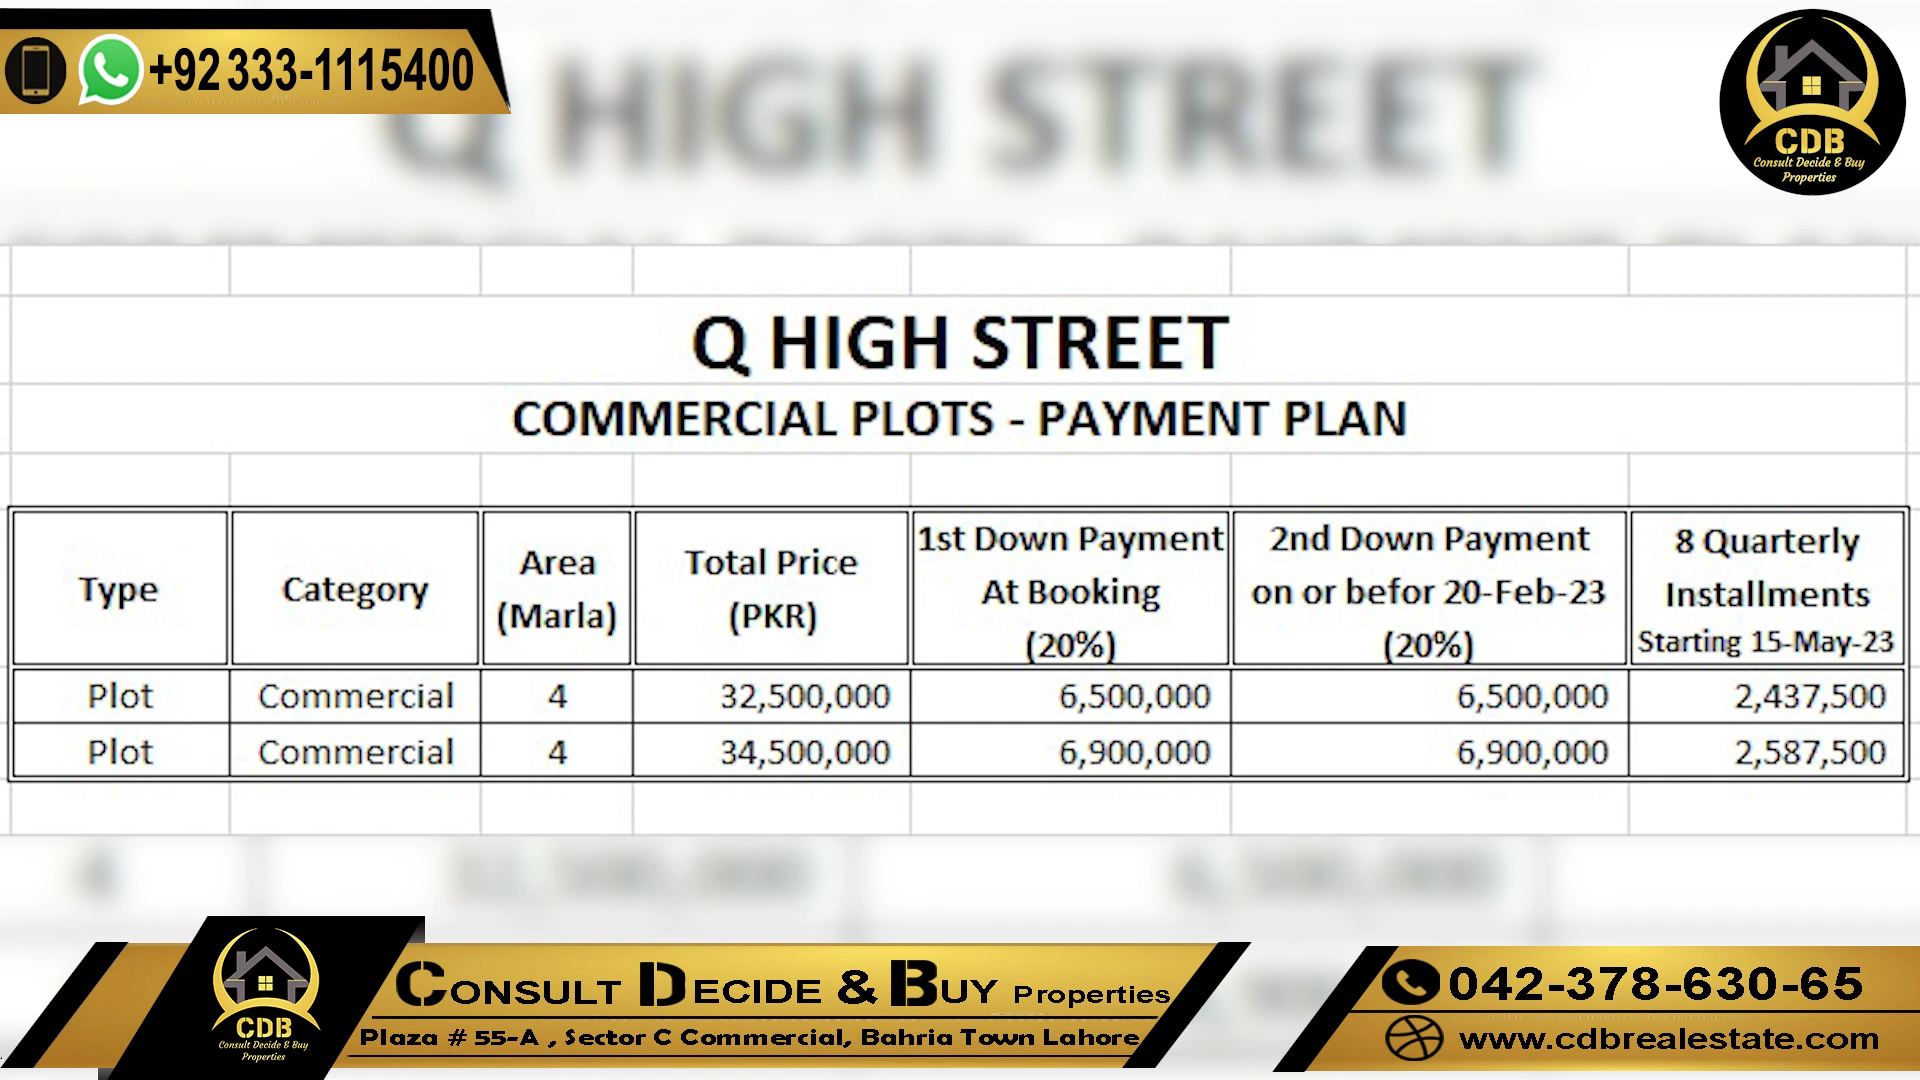 +92 333-1115400
CDB
Consult Decide & Buy
Properties
Q HIGH STREET
Q HIGH STREET
COMMERCIAL PLOTS - PAYMENT PLAN
Type	Category	Area (Marla)	Total Price (PKR)	1st Down Payment At Booking (20%)	2nd Down Payment on or befor 20-Feb-23 (20%)	8 Quarterly Installments Starting 15-May-23
Plot	Commercial	4	32,500,000	6,500,000	6,500,000	2,437,500
Plot	Commercial	4	34,500,000	6,900,000	6,900,000	2,587,500
CDB
Consult Decide & Buy
Properties
CONSULT DECIDE & BUY Properties
Plaza # 55-A , Sector C Commercial, Bahria Town Lahore
042-378-630-65
www.cdbrealestate.com